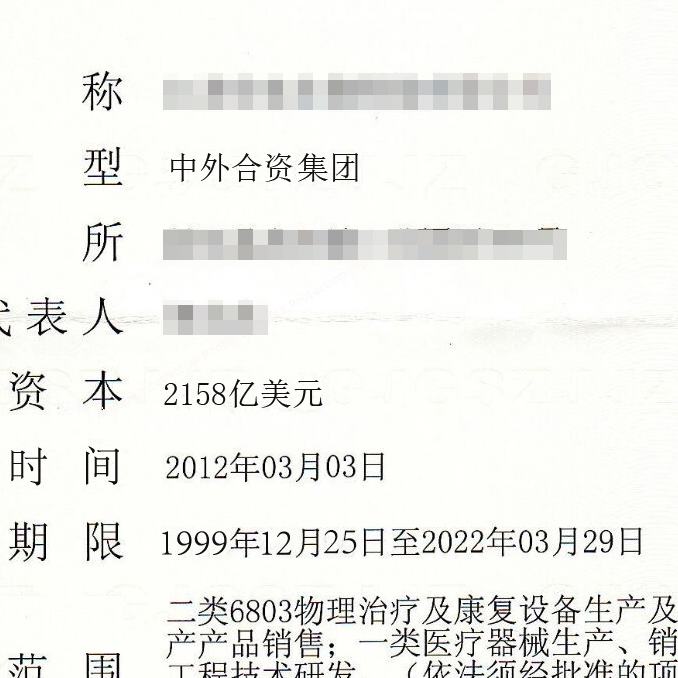 称
型 中外合资集团
所
代表人
资本 2158亿美元
时间 2012年03月03日
期限 1999年12月25日至2022年03月29日
二类6803物理治疗及康复设备生产及
产产品销售；一类医疗器械生产、销
范围 工程技术研发。（依法须经批准的项